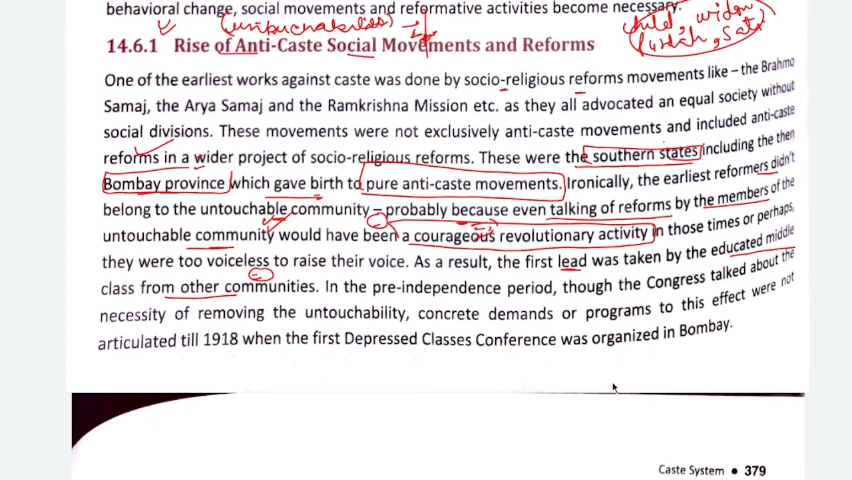 behavioral change, social movements and reformative activities become necessary.
(untouchabilities) →
child, widow
Purdah, Sati
14.6.1 Rise of Anti-Caste Social Movements and Reforms
One of the earliest works against caste was done by socio-religious reforms movements like – the Brahmo
Samaj, the Arya Samaj and the Ramkrishna Mission etc. as they all advocated an equal society without
social divisions. These movements were not exclusively anti-caste movements and included anti-caste
reforms in a wider project of socio-religious reforms. These were the southern states including the then
Bombay province which gave birth to pure anti-caste movements. Ironically, the earliest reformers didn't
belong to the untouchable community – probably because even talking of reforms by the members of the
untouchable community would have been a courageous revolutionary activity in those times or perhaps,
they were too voiceless to raise their voice. As a result, the first lead was taken by the educated middle
class from other communities. In the pre-independence period, though the Congress talked about the
necessity of removing the untouchability, concrete demands or programs to this effect were not
articulated till 1918 when the first Depressed Classes Conference was organized in Bombay.
Caste System • 379